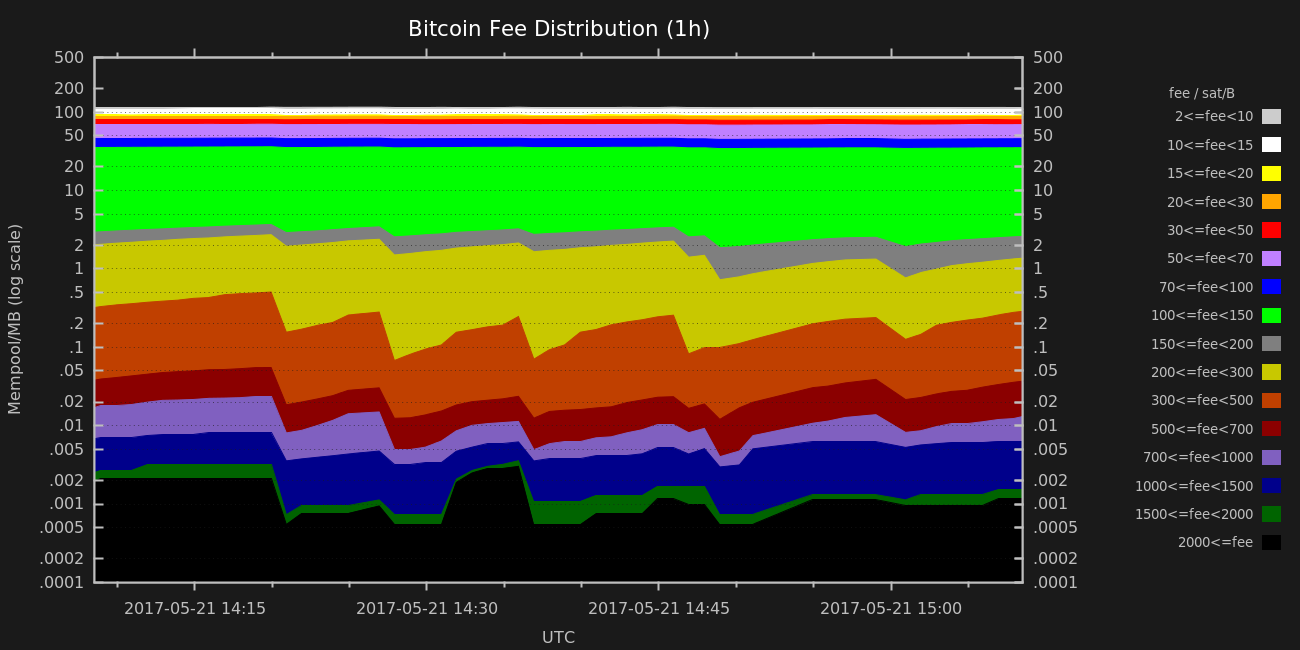 Bitcoin Fee Distribution (1h)
500 500
200 200
100 100
50 50
20 20
10 10
5 5
2 2
1 1
.5 .5
.2 .2
.1 .1
.05 .05
.02 .02
.01 .01
.005 .005
.002 .002
.001 .001
.0005 .0005
.0002 .0002
.0001 .0001
Mempool/MB (log scale)
2017-05-21 14:15 2017-05-21 14:30 2017-05-21 14:45 2017-05-21 15:00
UTC
fee / sat/B
2<=fee<10
10<=fee<15
15<=fee<20
20<=fee<30
30<=fee<50
50<=fee<70
70<=fee<100
100<=fee<150
150<=fee<200
200<=fee<300
300<=fee<500
500<=fee<700
700<=fee<1000
1000<=fee<1500
1500<=fee<2000
2000<=fee